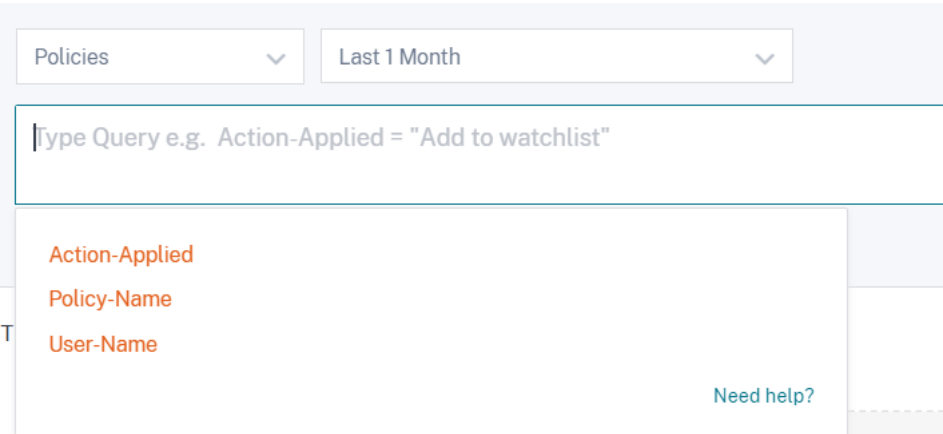 Policies
Last 1 Month
Type Query e.g. Action-Applied = "Add to watchlist"
Action-Applied
Policy-Name
T
User-Name
Need help?